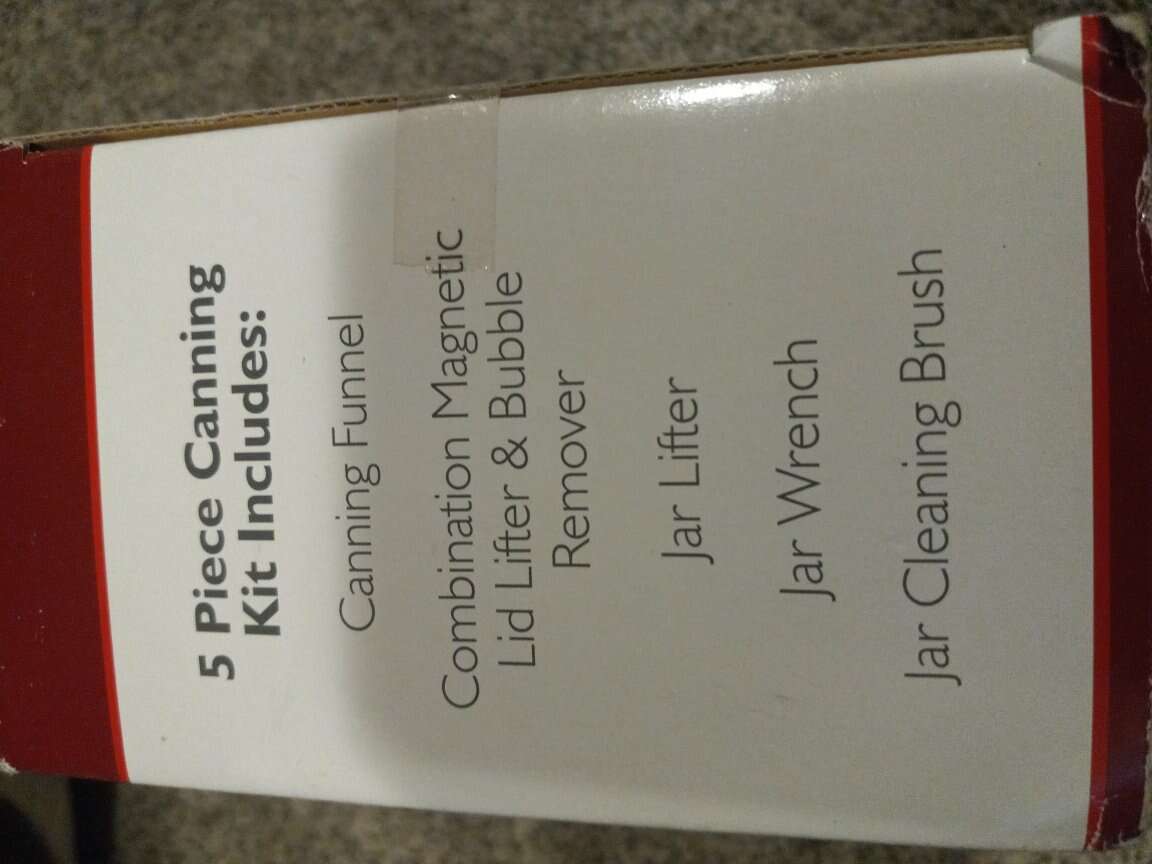 5 Piece Canning
Kit Includes:
Canning Funnel
Combination Magnetic
Lid Lifter & Bubble
Remover
Jar Lifter
Jar Wrench
Jar Cleaning Brush